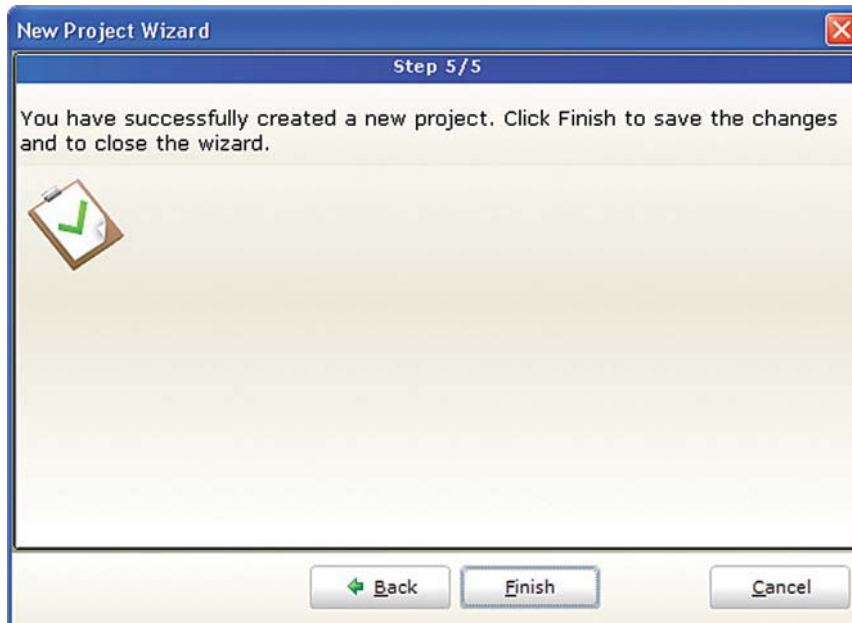 New Project Wizard
Step 5/5
You have successfully created a new project. Click Finish to save the changes
and to close the wizard.
Back Finish Cancel